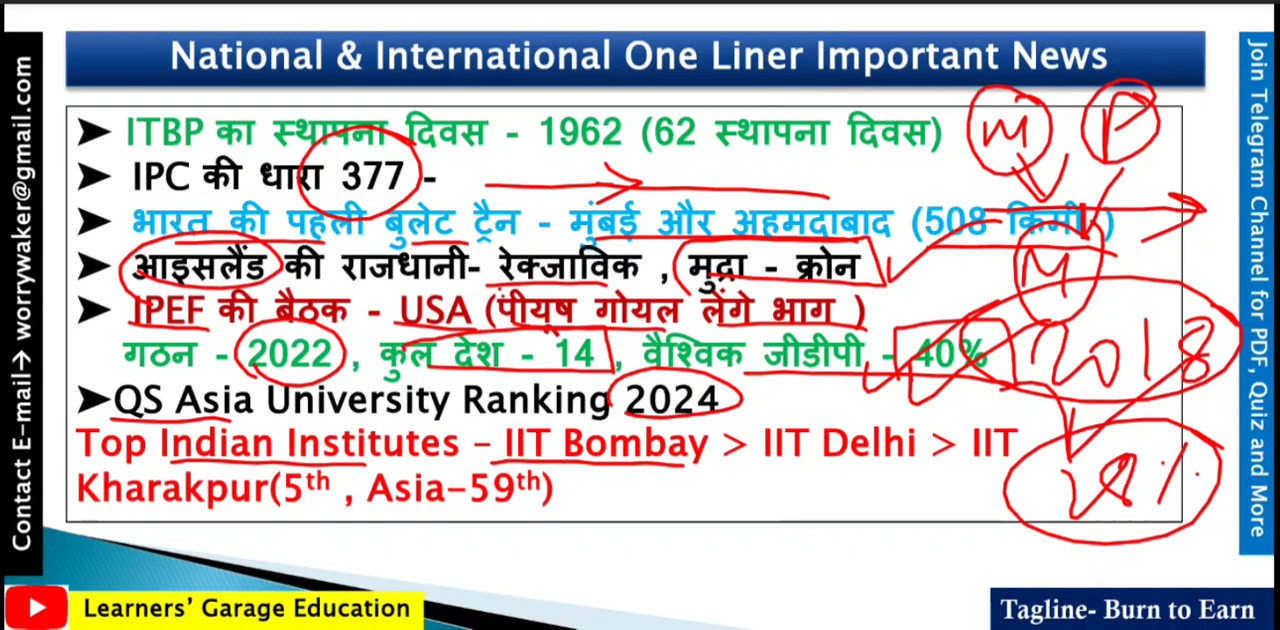 National & International One Liner Important News
➤ ITBP का स्थापना दिवस - 1962 (62 स्थापना दिवस)
M P
➤ IPC की धारा 377 -
➤ भारत की पहली बुलेट ट्रैन - मुंबई और अहमदाबाद (508 किमी.)
➤ आइसलैंड की राजधानी- रेक्जाविक , मुद्रा - क्रोन
M
➤ IPEF की बैठक - USA (पीयूष गोयल लेंगे भाग )
गठन - 2022 , कुल देश - 14 , वैश्विक जीडीपी - 40%
2018
➤QS Asia University Ranking 2024
Top Indian Institutes – IIT Bombay > IIT Delhi > IIT
Kharakpur(5th , Asia-59th)
Contact E-mail→ worrywaker@gmail.com
Join Telegram Channel for PDF, Quiz and More
Learners’ Garage Education
Tagline- Burn to Earn